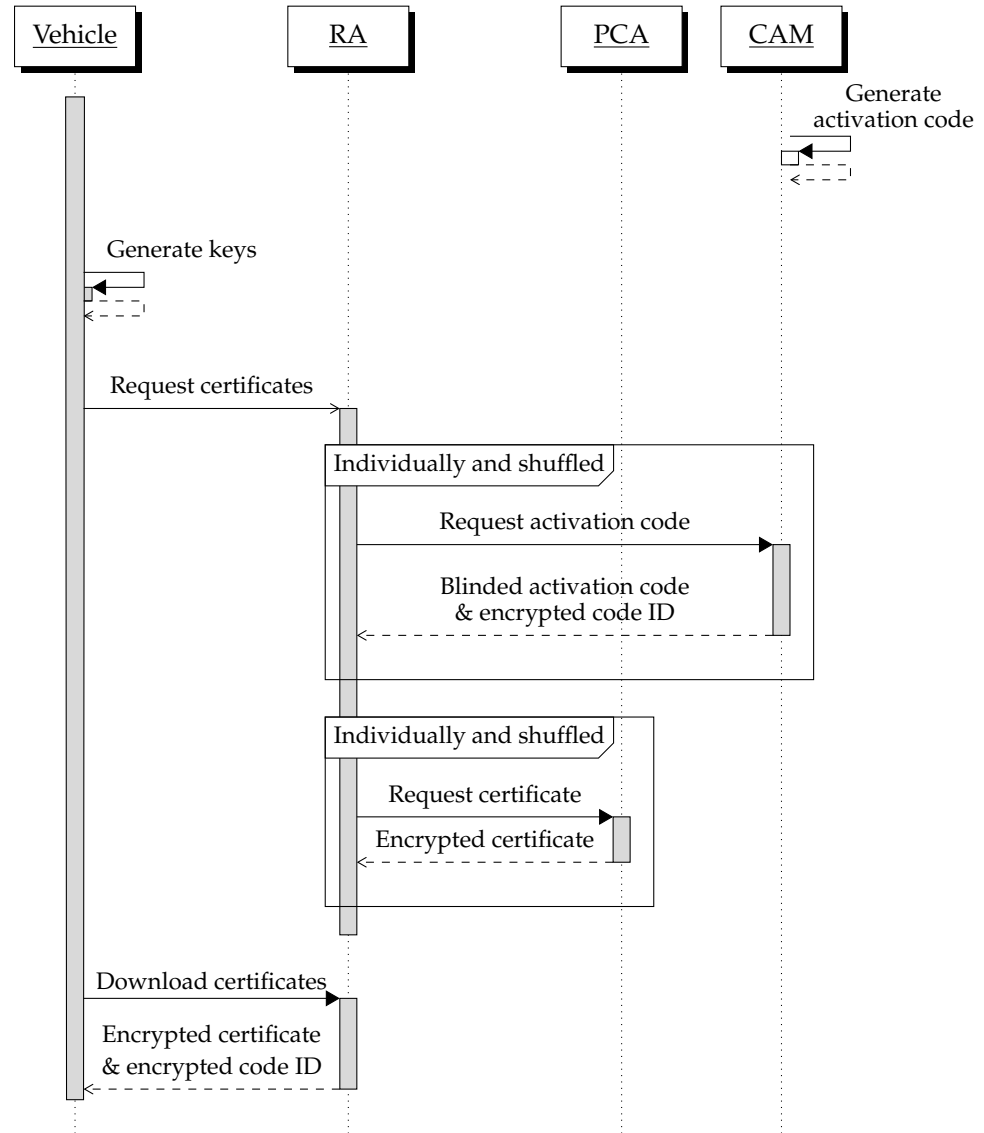 Vehicle
RA
PCA
CAM
Generate
activation code
Generate keys
Request certificates
Individually and shuffled
Request activation code
Blinded activation code
& encrypted code ID
Individually and shuffled
Request certificate
Encrypted certificate
Download certificates
Encrypted certificate
& encrypted code ID